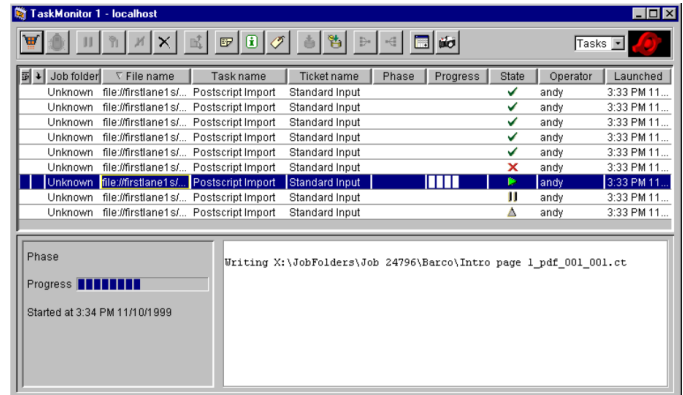 TaskMonitor 1 - localhost
Tasks
Job folder File name Task name Ticket name Phase Progress State Operator Launched
Unknown file://firstlane1s/... Postscript Import Standard Input andy 3:33 PM 11...
Unknown file://firstlane1s/... Postscript Import Standard Input andy 3:33 PM 11...
Unknown file://firstlane1s/... Postscript Import Standard Input andy 3:33 PM 11...
Unknown file://firstlane1s/... Postscript Import Standard Input andy 3:33 PM 11...
Unknown file://firstlane1s/... Postscript Import Standard Input andy 3:33 PM 11...
Unknown file://firstlane1s/... Postscript Import Standard Input andy 3:33 PM 11...
Unknown file://firstlane1s/... Postscript Import Standard Input andy 3:33 PM 11...
Unknown file://firstlane1s/... Postscript Import Standard Input andy 3:33 PM 11...
Unknown file://firstlane1s/... Postscript Import Standard Input andy 3:33 PM 11...
Phase
Writing X:\JobFolders\Job 24796\Barco\Intro page 1_pdf_001_001.ct
Progress
Started at 3:34 PM 11/10/1999